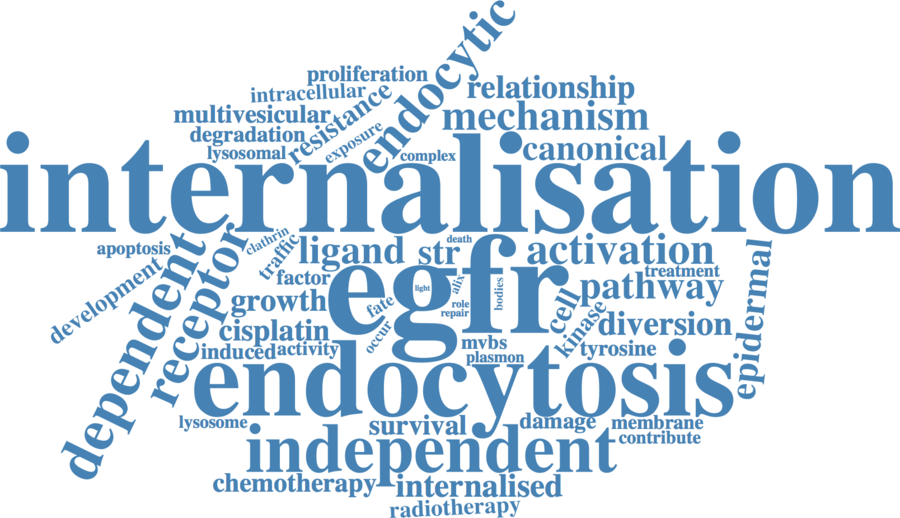 endocytic
proliferation
relationship
intracellular
resistance
multivesicular
mechanism
degradation
exposure
lysosomal
complex
canonical
internalisation
apoptosis
clathrin
traffic
ligand
str
death
activation
development
dependent
receptor
factor
egfr
light
alix
bodies
treatment
pathway
epidermal
growth
fate
role
repair
cell
kinase
diversion
cisplatin
occur
induced
activity
mvbs
plasmon
tyrosine
endocytosis
lysosome
survival
damage
membrane
contribute
independent
chemotherapy
internalised
radiotherapy